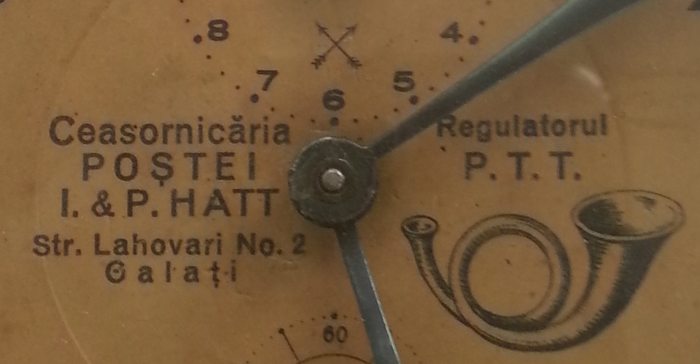 8
4
7
5
6
Ceasornicăria
POȘTEI
I. & P. HATT
Str. Lahovari No. 2
Galați
Regulatorul
P. T. T.
60